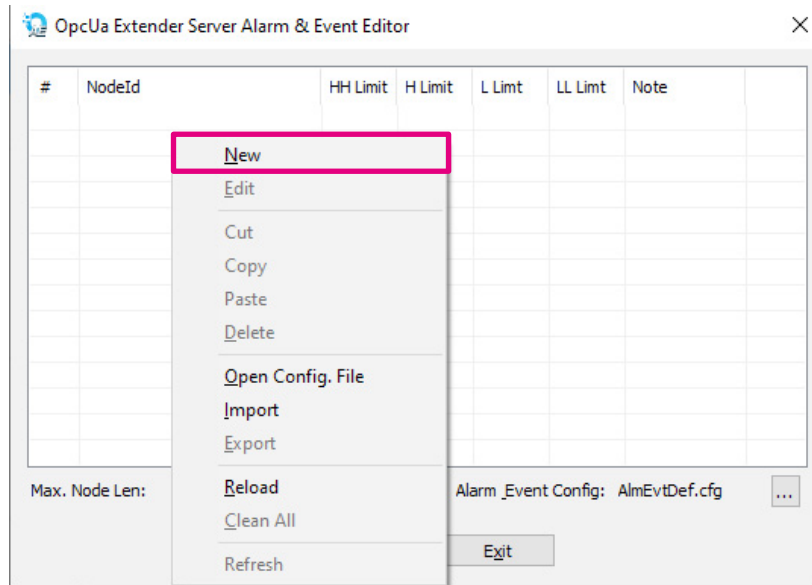 OpcUa Extender Server Alarm & Event Editor
# NodeId HH Limit H Limit L Limt LL Limt Note
New
Edit
Cut
Copy
Paste
Delete
Open Config. File
Import
Export
Reload
Clean All
Refresh
Max. Node Len: Alarm_Event Config: AlmEvtDef.cfg ...
Exit